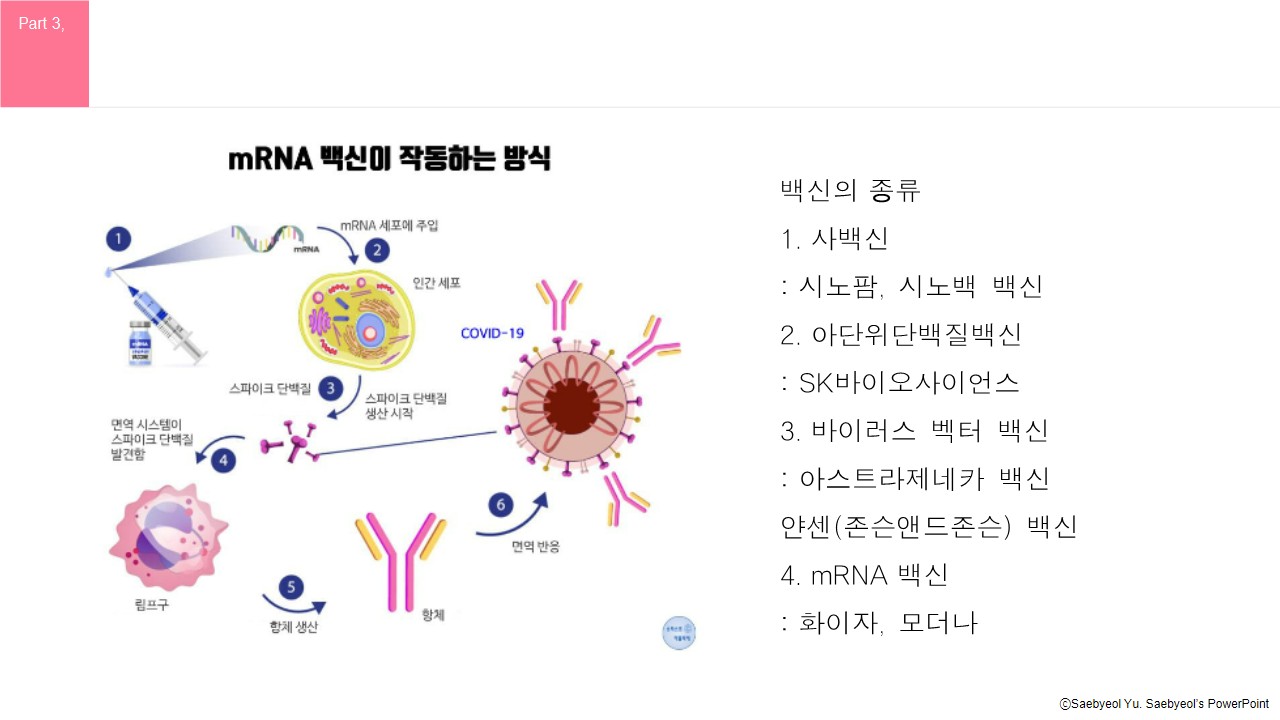 Part 3,
mRNA 백신이 작동하는 방식
1
mRNA
mRNA 세포에 주입
2
인간 세포
COVID-19
스파이크 단백질
3
스파이크 단백질
생산 시작
면역 시스템이
스파이크 단백질
발견함
4
림프구
5
합체 생산
항체
6
면역 반응
백신의 종류
1. 사백신
: 시노팜, 시노백 백신
2. 아단위단백질백신
: SK바이오사이언스
3. 바이러스 벡터 백신
: 아스트라제네카 백신
얀센(존슨앤드존슨) 백신
4. mRNA 백신
: 화이자, 모더나
ⓒSaebyeol Yu. Saebyeol's PowerPoint